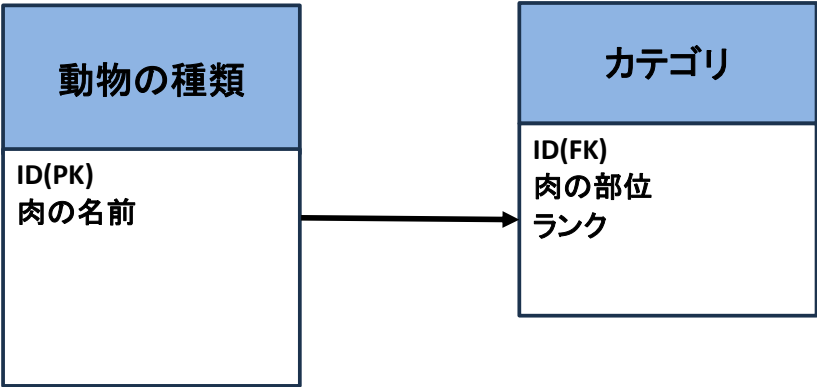 動物の種類
ID(PK)
肉の名前
カテゴリ
ID(FK)
肉の部位
ランク